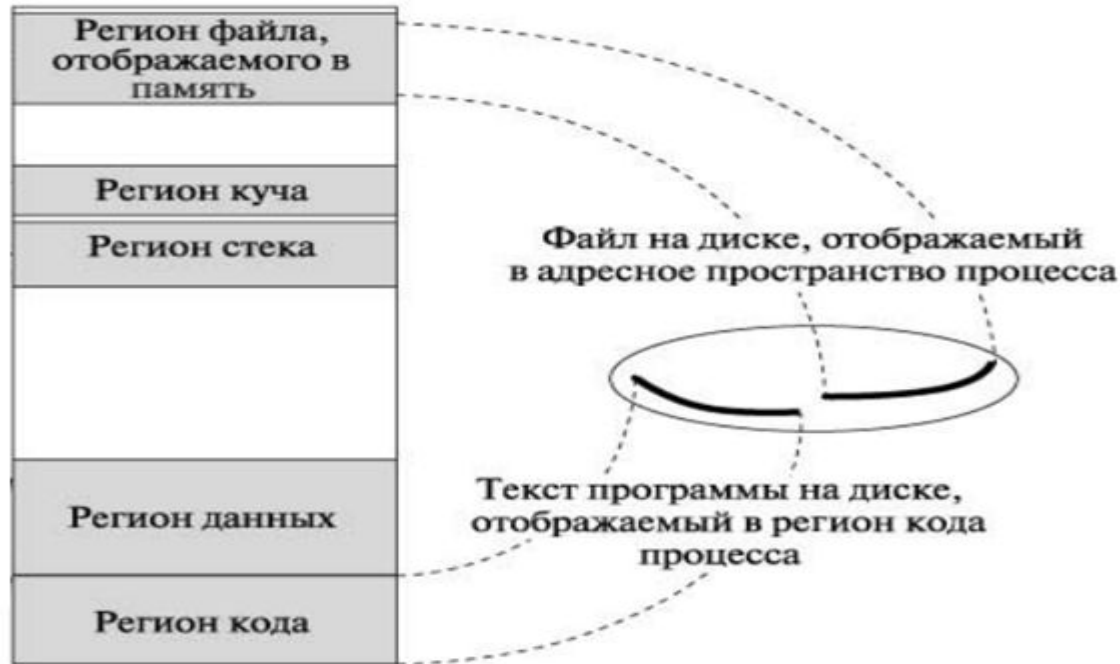 Регион файла,
отображаемого в
память
Регион куча
Регион стека
Файл на диске, отображаемый
в адресное пространство процесса
Регион данных
Текст программы на диске,
отображаемый в регион кода
процесса
Регион кода